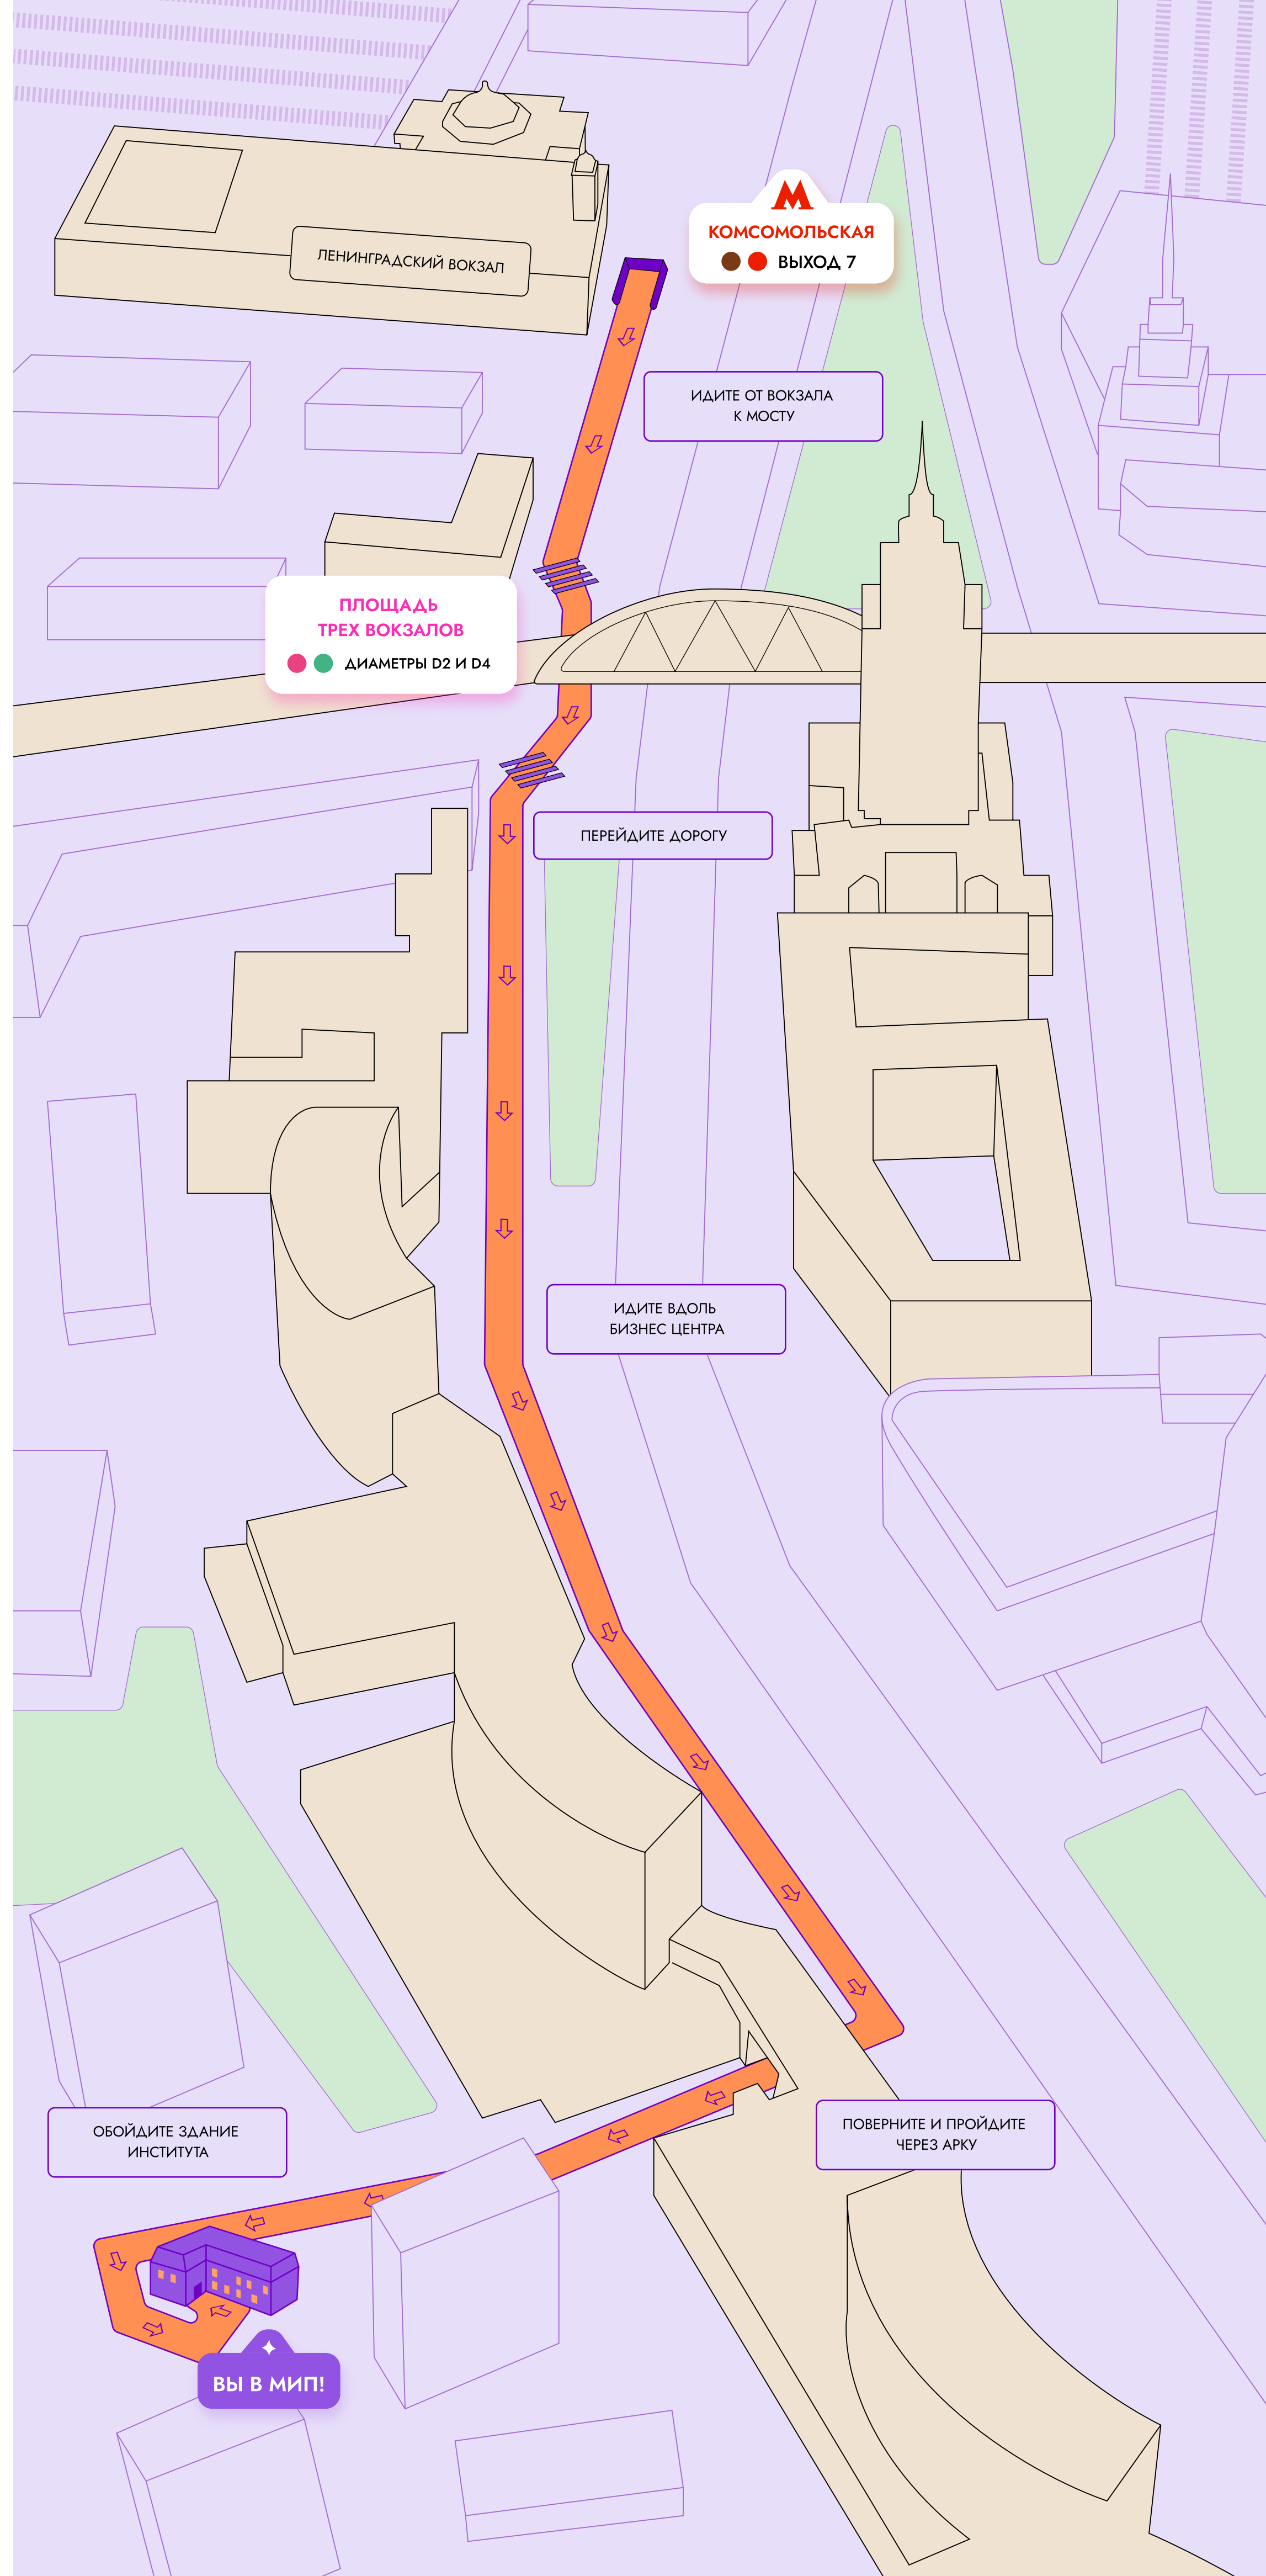 КОМСОМОЛЬСКАЯ
ВЫХОД 7
ЛЕНИНГРАДСКИЙ ВОКЗАЛ
ИДИТЕ ОТ ВОКЗАЛА
К МОСТУ
ПЛОЩАДЬ
ТРЕХ ВОКЗАЛОВ
ДИАМЕТРЫ D2 И D4
ПЕРЕЙДИТЕ ДОРОГУ
ИДИТЕ ВДОЛЬ
БИЗНЕС ЦЕНТРА
ПОВЕРНИТЕ И ПРОЙДИТЕ
ЧЕРЕЗ АРКУ
ОБОЙДИТЕ ЗДАНИЕ
ИНСТИТУТА
ВЫ В МИП!